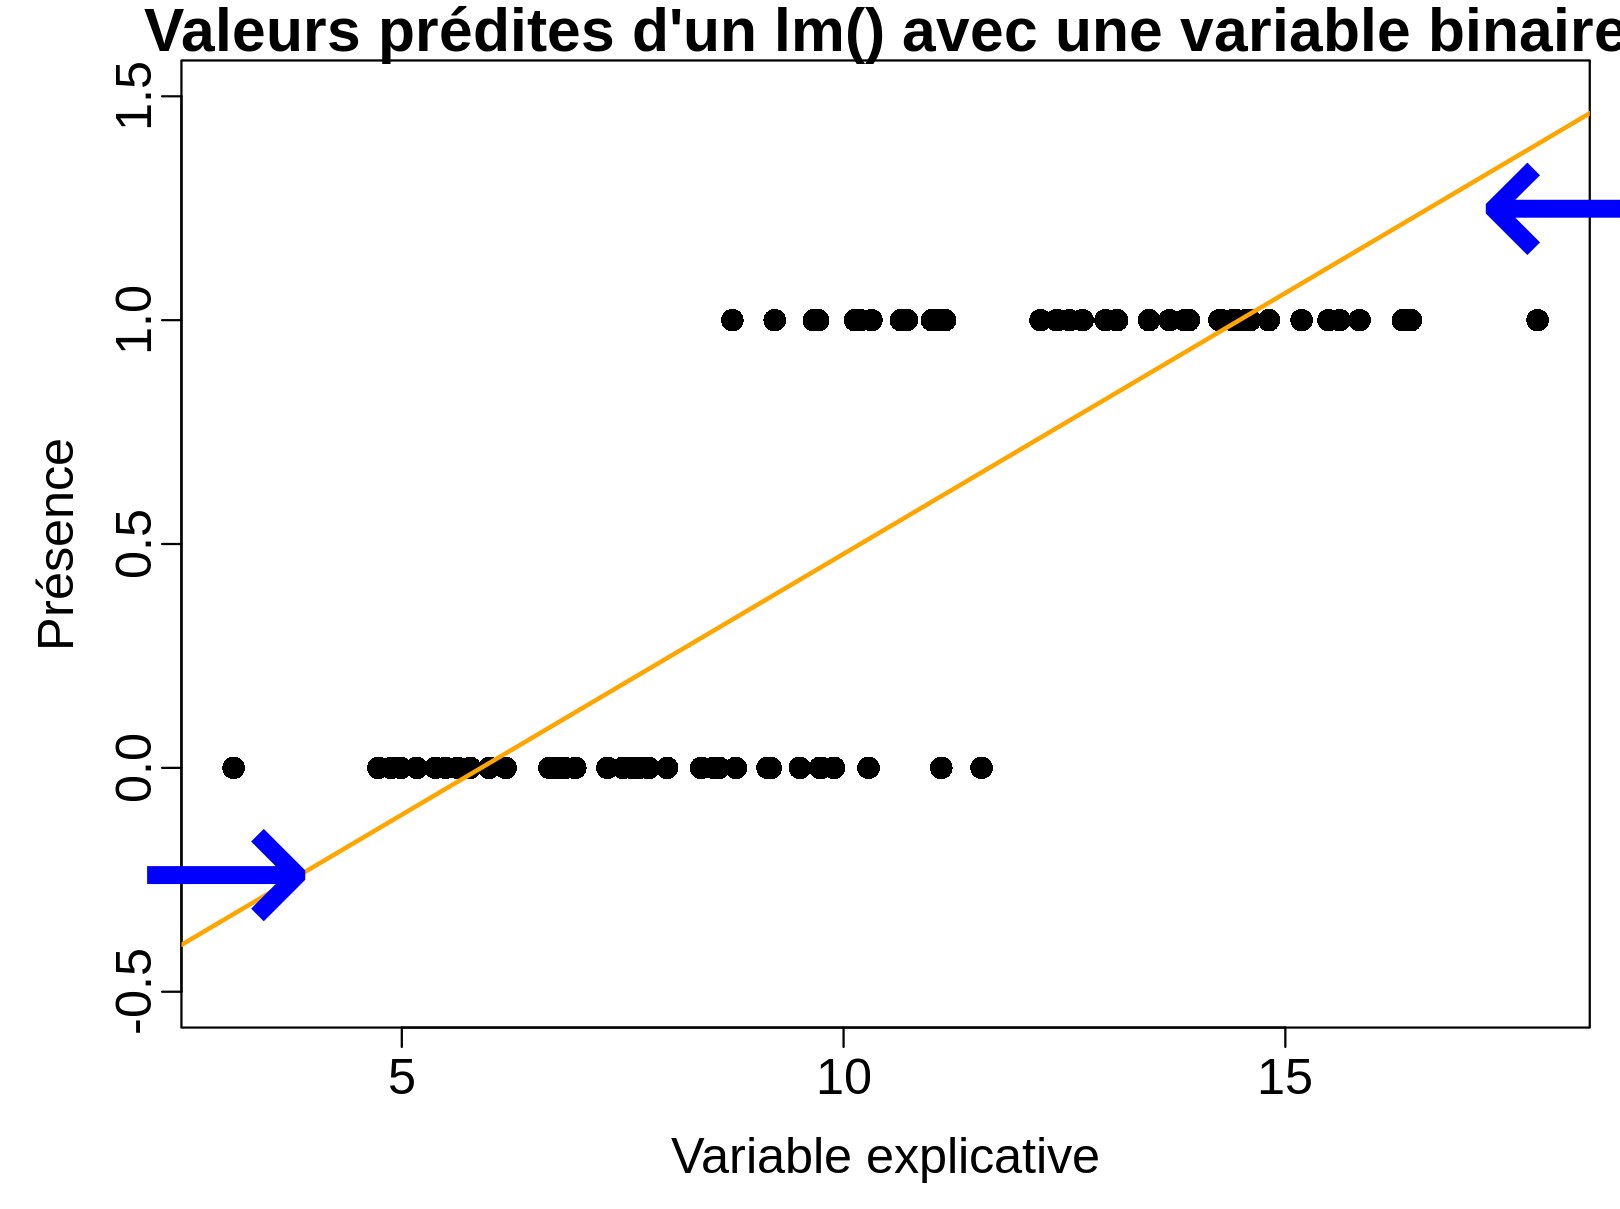 Valeurs prédites d'un lm() avec une variable binaire
1.5
1.0
0.5
0.0
-0.5
Présence
5 10 15
Variable explicative